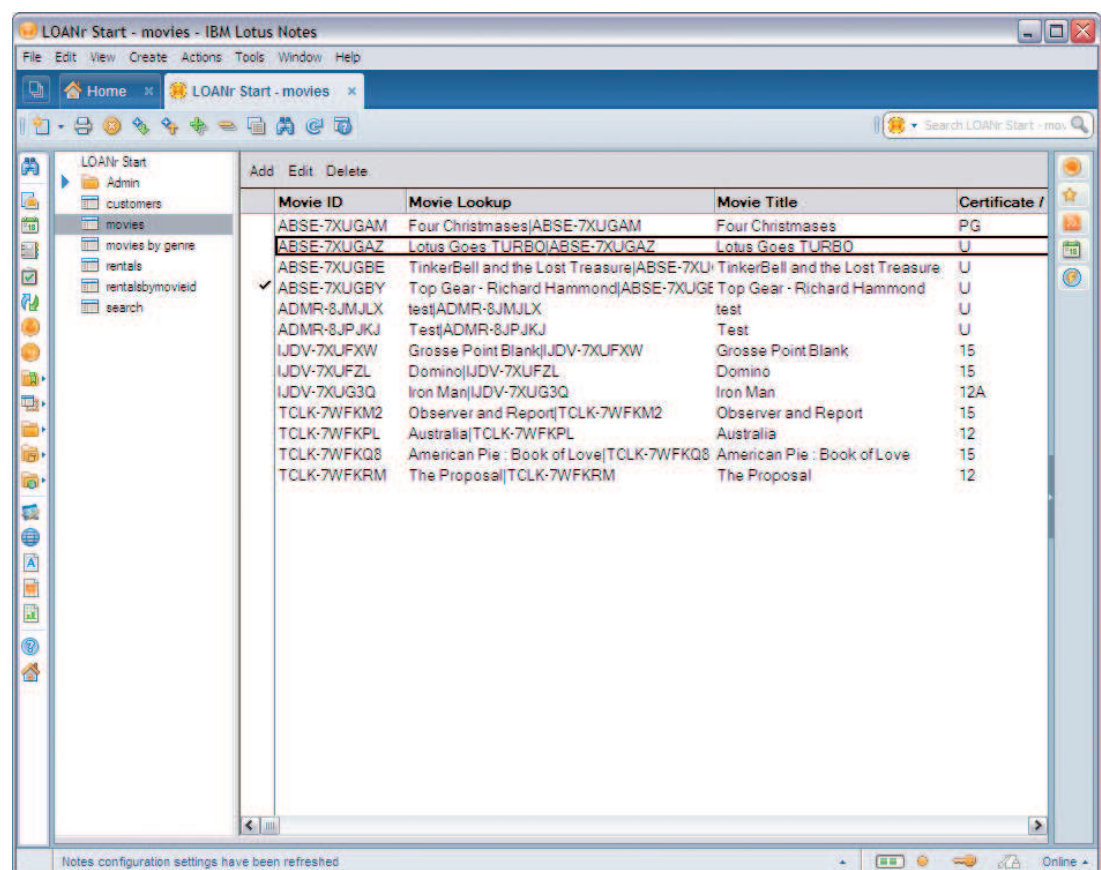 LOANr Start - movies - IBM Lotus Notes
File Edit View Create Actions Tools Window Help
Home LOANr Start - movies
Search LOANr Start - mov
LOANr Start
Admin
customers
movies
movies by genre
rentals
rentalsbymovieid
search
Add Edit Delete
Movie ID Movie Lookup Movie Title Certificate /
ABSE-7XUGAM Four Christmases|ABSE-7XUGAM Four Christmases PG
ABSE-7XUGAZ Lotus Goes TURBO|ABSE-7XUGAZ Lotus Goes TURBO U
ABSE-7XUGBE TinkerBell and the Lost Treasure|ABSE-7XU TinkerBell and the Lost Treasure U
ABSE-7XUGBY Top Gear - Richard Hammond|ABSE-7XUGE Top Gear - Richard Hammond U
ADMR-8JMJLX test|ADMR-8JMJLX test U
ADMR-8JPJKJ Test|ADMR-8JPJKJ Test U
IJDV-7XUFXW Grosse Point Blank|IJDV-7XUFXW Grosse Point Blank 15
IJDV-7XUFZL Domino|IJDV-7XUFZL Domino 15
IJDV-7XUG3Q Iron Man|IJDV-7XUG3Q Iron Man 12A
TCLK-7WFKM2 Observer and Report|TCLK-7WFKM2 Observer and Report 15
TCLK-7WFKPL Australia|TCLK-7WFKPL Australia 12
TCLK-7WFKQ8 American Pie : Book of Love|TCLK-7WFKQ8 American Pie : Book of Love 15
TCLK-7WFKRM The Proposal|TCLK-7WFKRM The Proposal 12
Notes configuration settings have been refreshed
Online